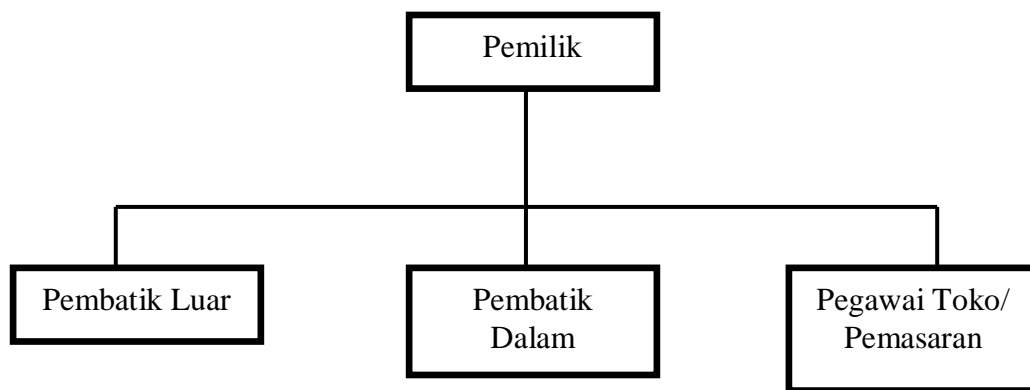 Pemilik
Pembatik Luar
Pembatik
Dalam
Pegawai Toko/
Pemasaran